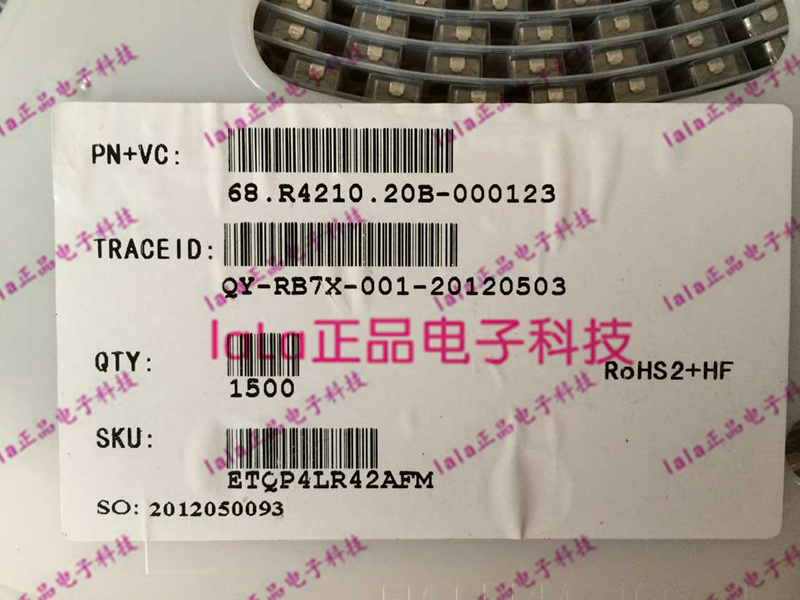 PN+VC:
68.R4210.20B-000123
TRACEID:
QY-RB7X-001-20120503
lala正品电子科技
QTY:
1500
RoHS2+HF
SKU:
ETQP4LR42AFM
SO: 2012050093